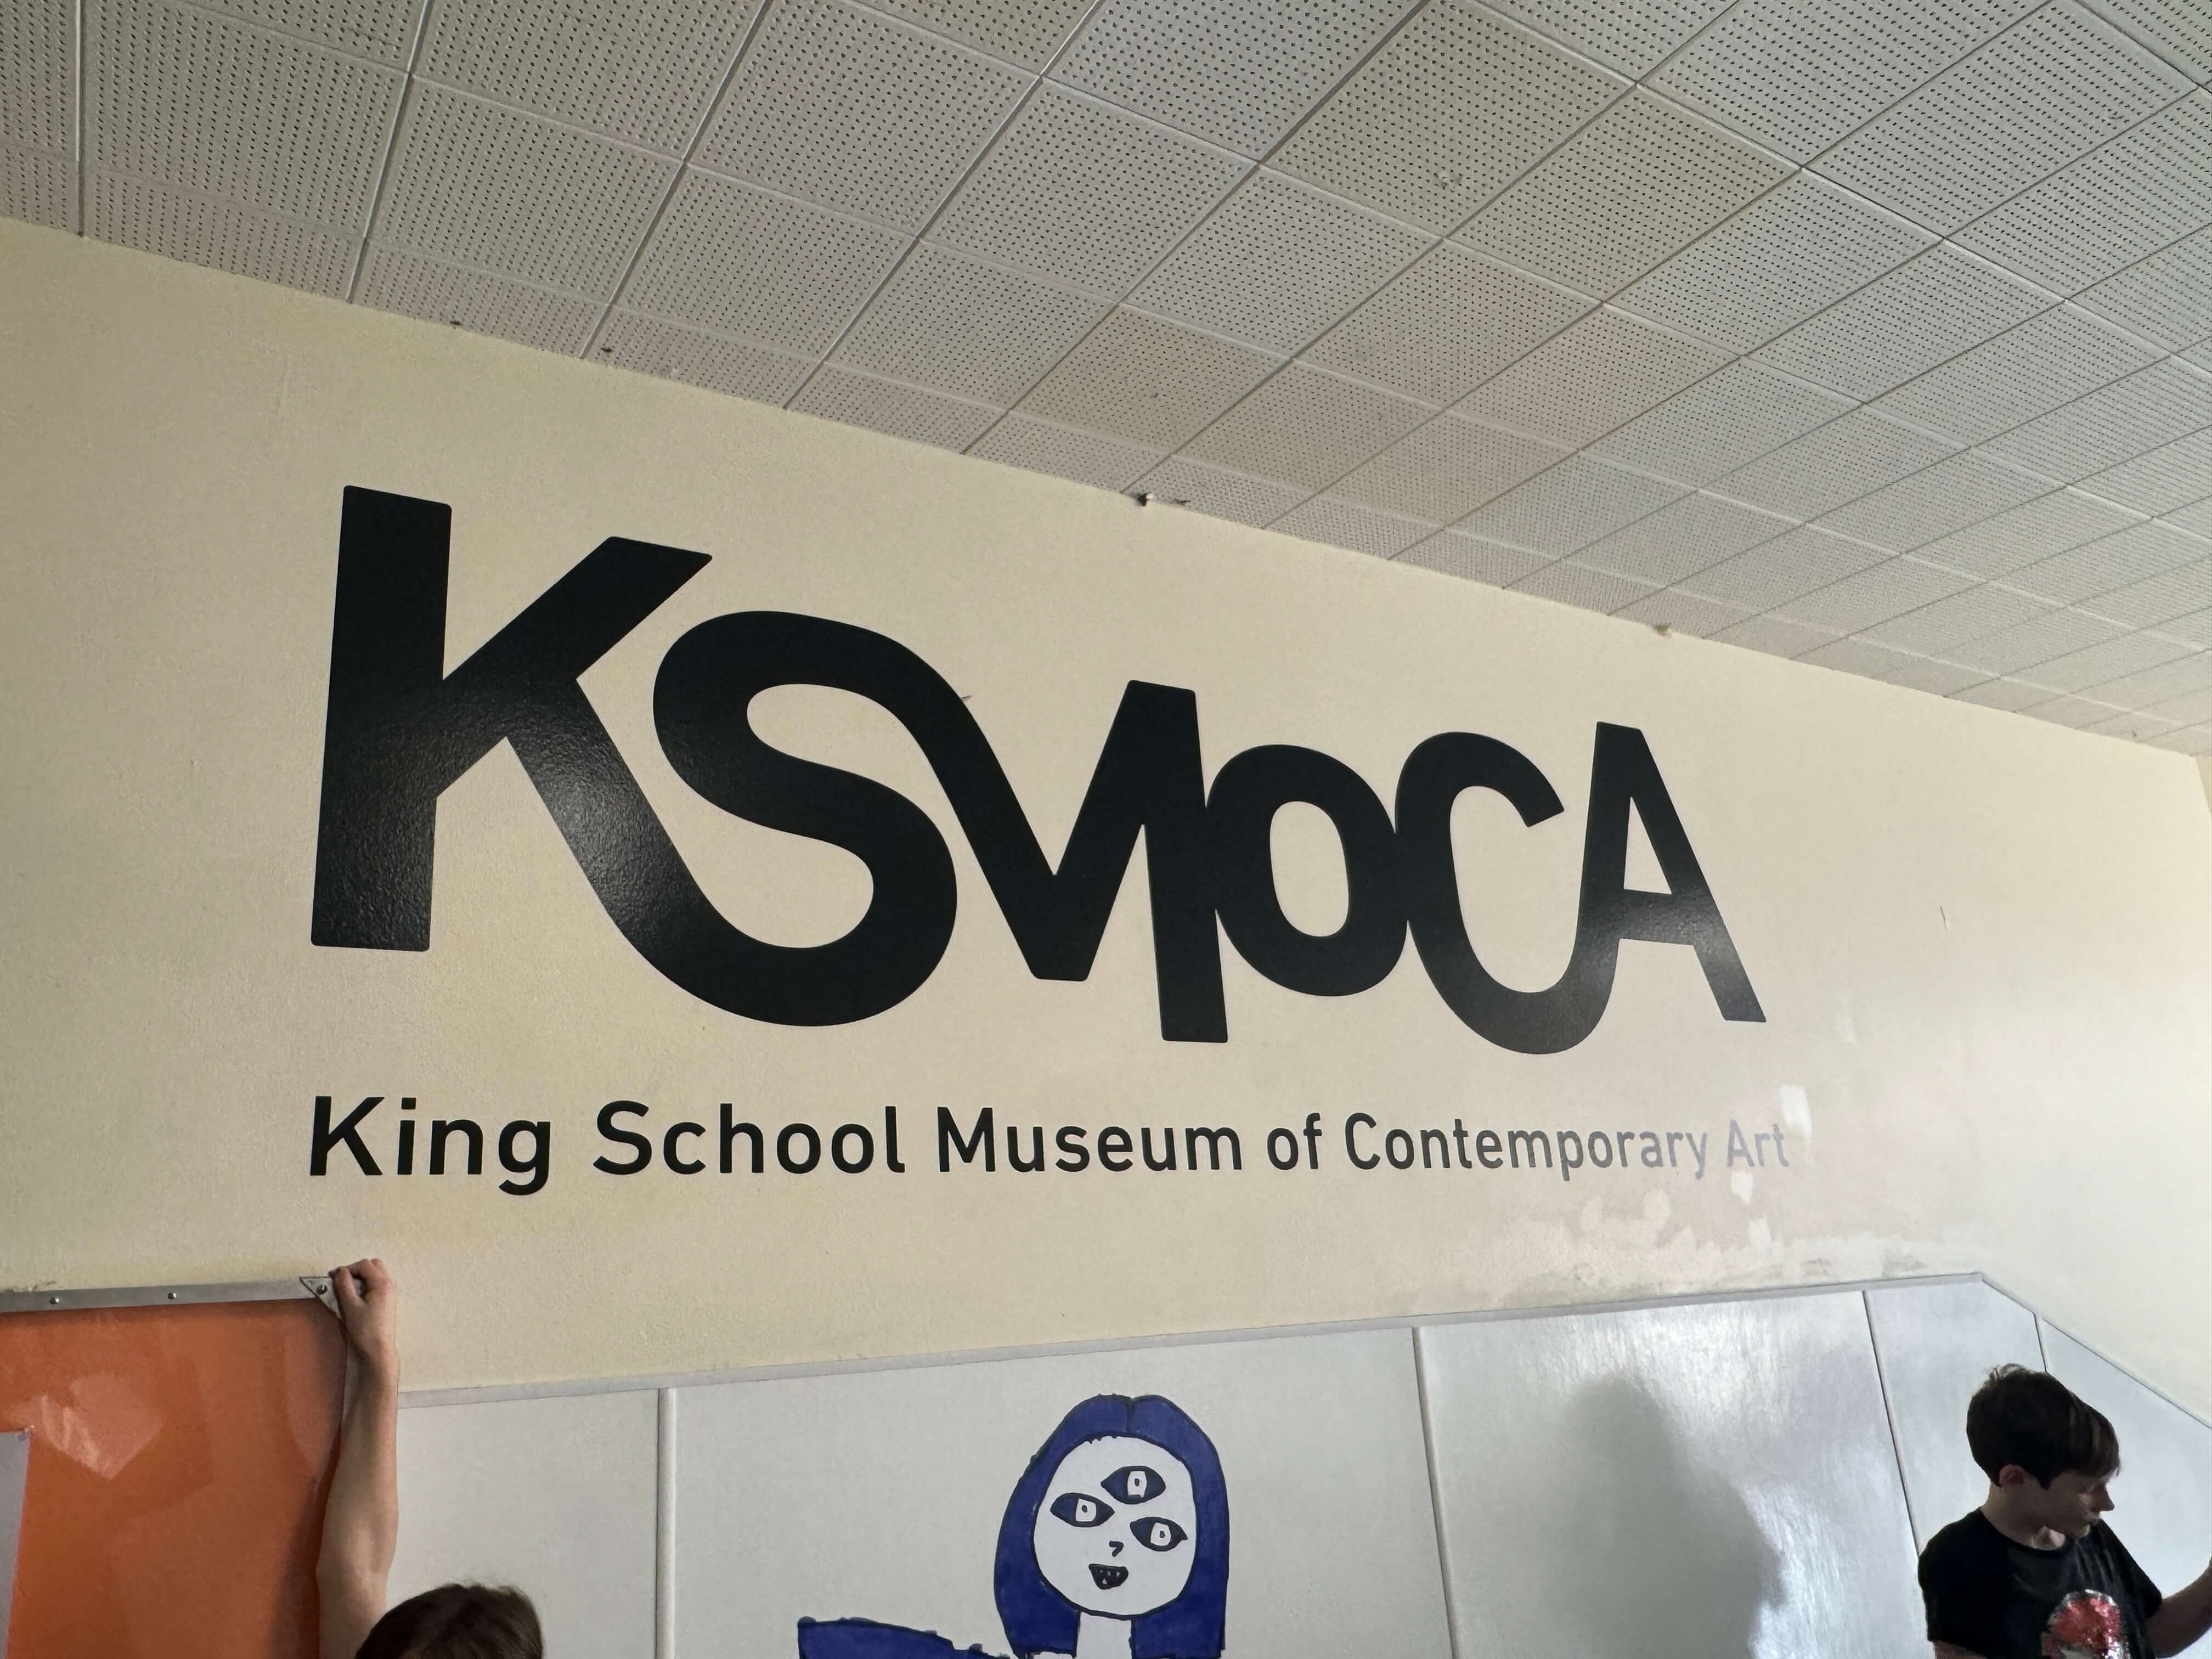 KSMoCA
King School Museum of Contemporary Art